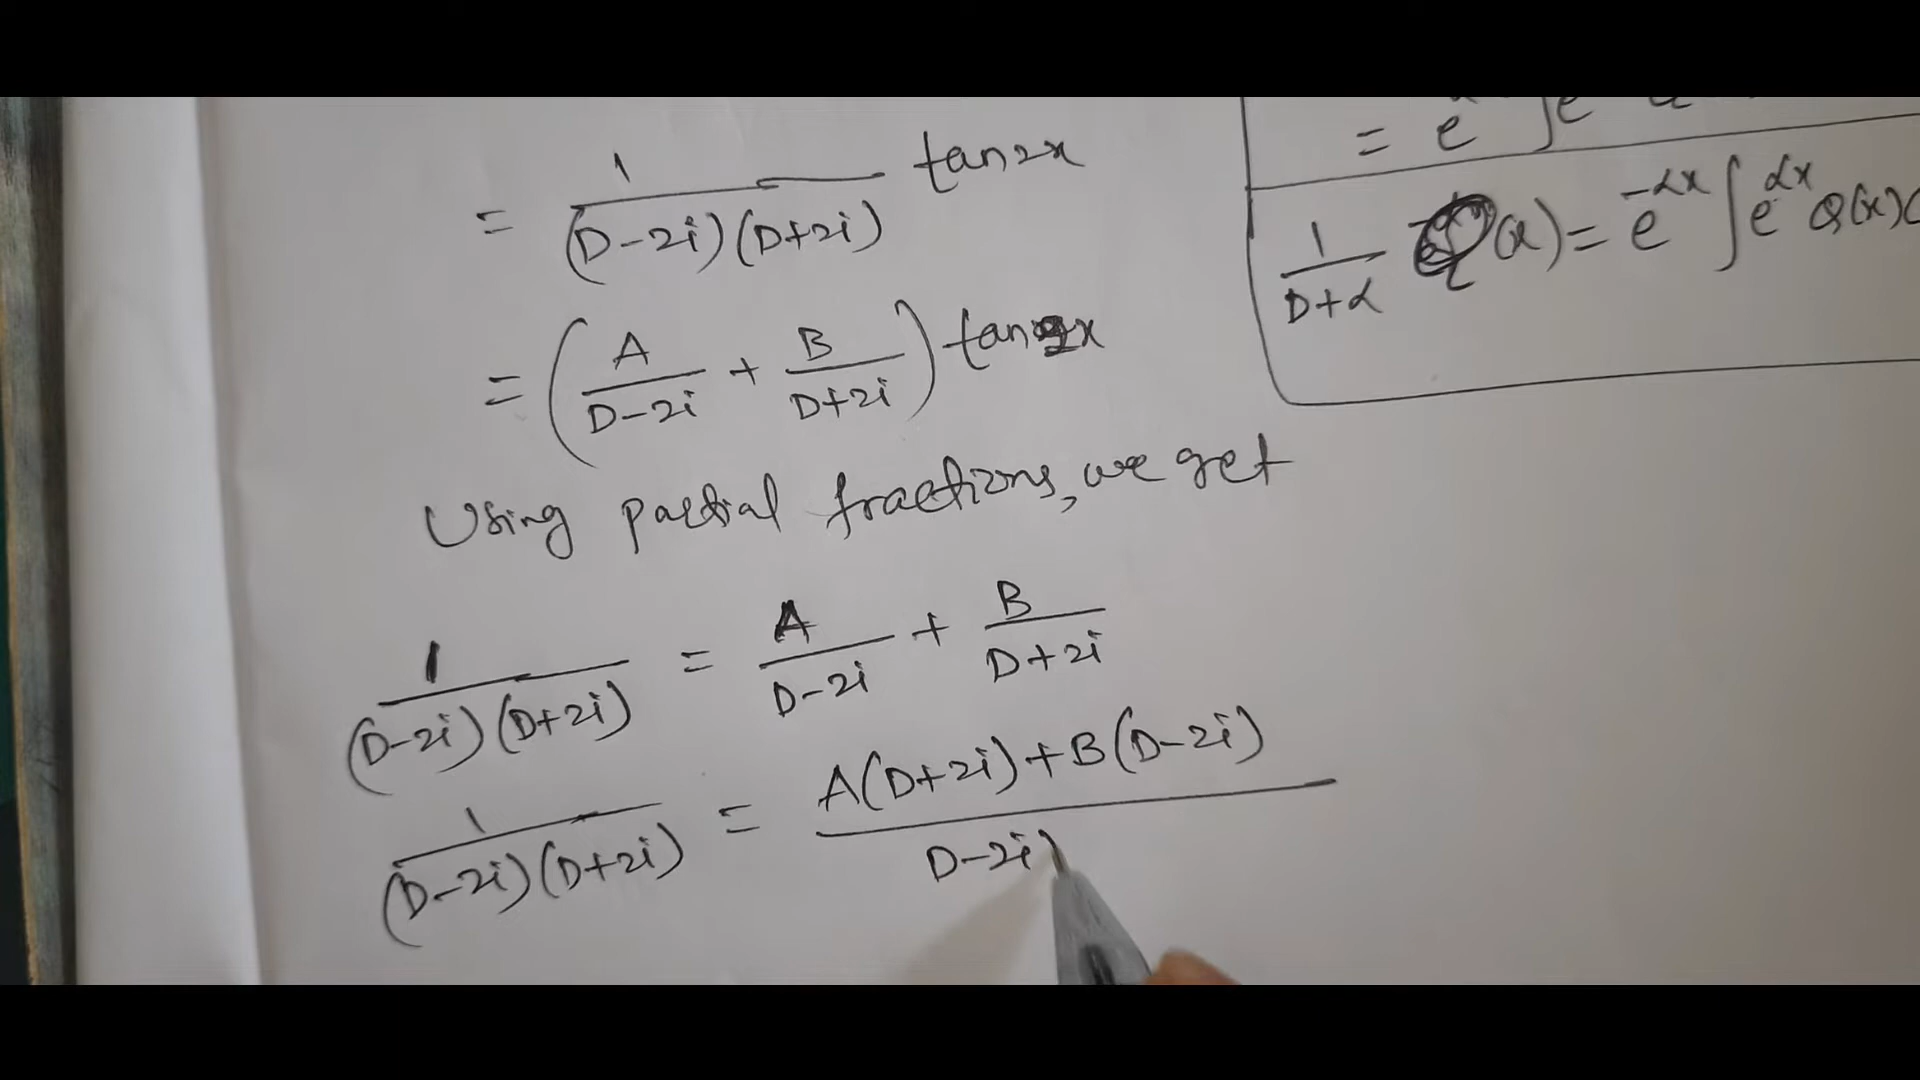 = 1/((D-2i)(D+2i)) tan2x
= (A/(D-2i) + B/(D+2i)) tan2x
Using partial fractions, we get
1/((D-2i)(D+2i)) = A/(D-2i) + B/(D+2i)
1/((D-2i)(D+2i)) = (A(D+2i)+B(D-2i))/(D-2i)
= e ∫e
1/(D+α) Q(x) = e^-αx ∫e^αx Q(x)